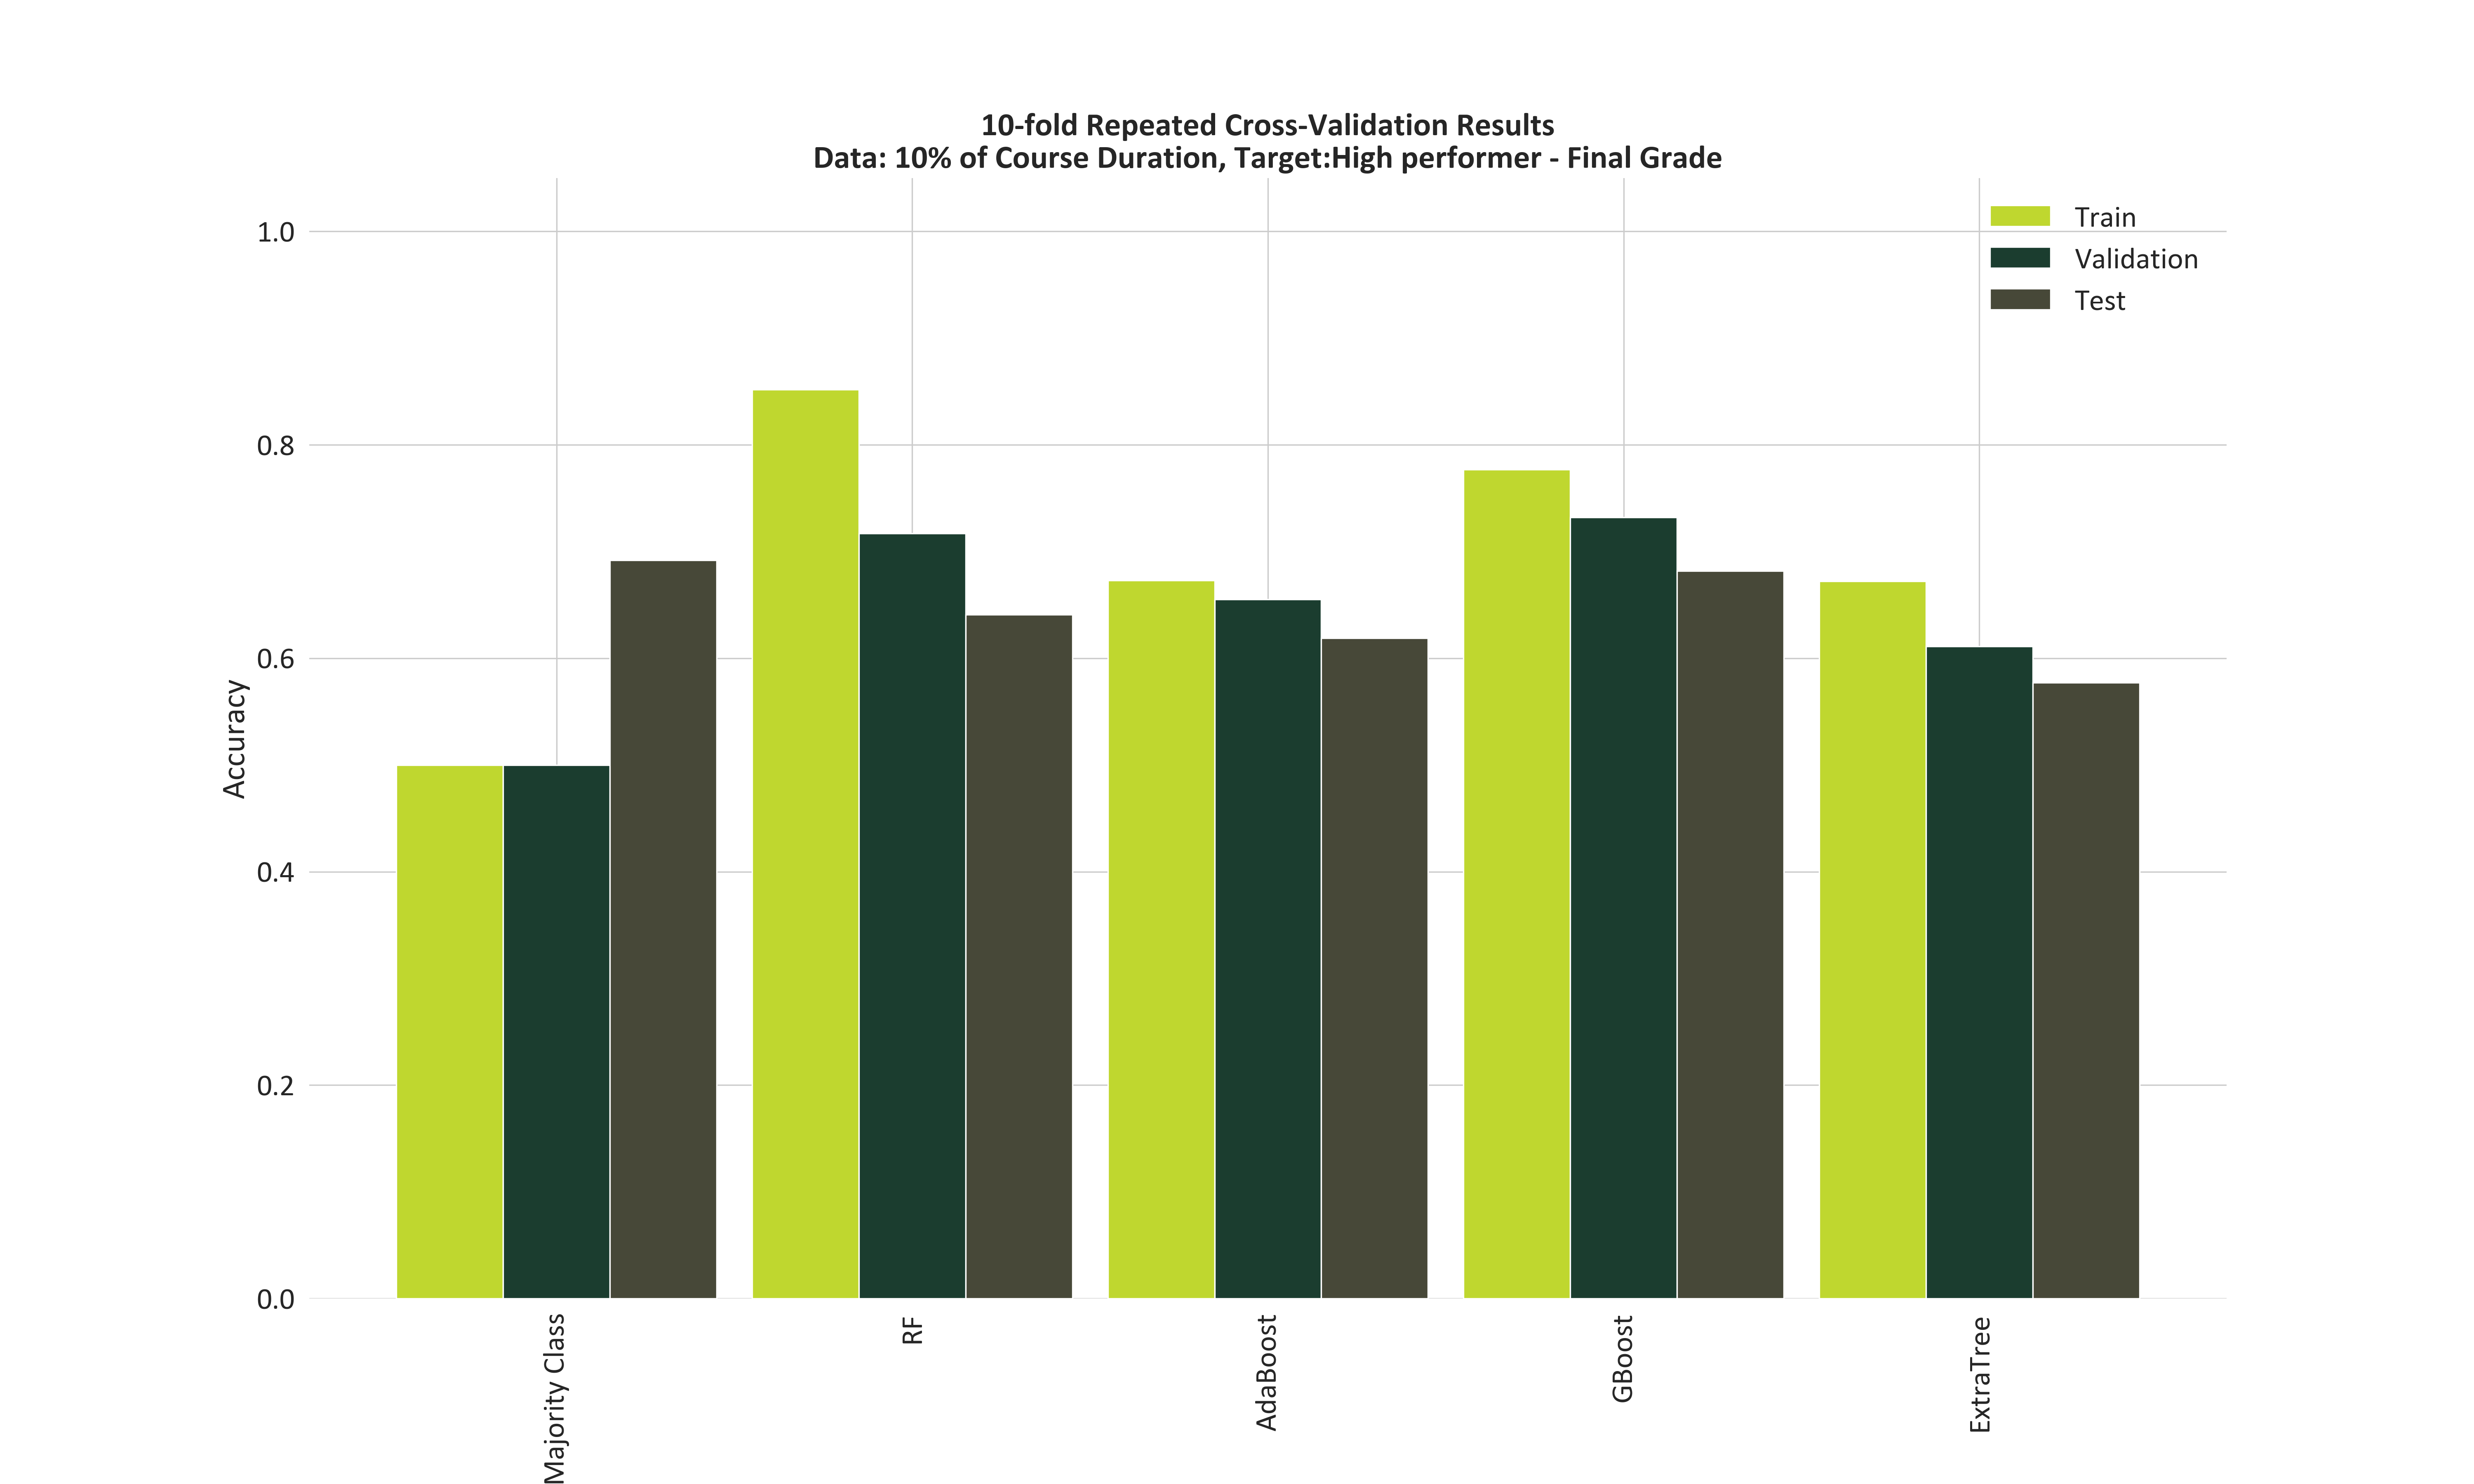 10-fold Repeated Cross-Validation Results
Data: 10% of Course Duration, Target:High performer - Final Grade
Train
Validation
Test
Accuracy
1.0
0.8
0.6
0.4
0.2
0.0
Majority Class
RF
AdaBoost
GBoost
ExtraTree